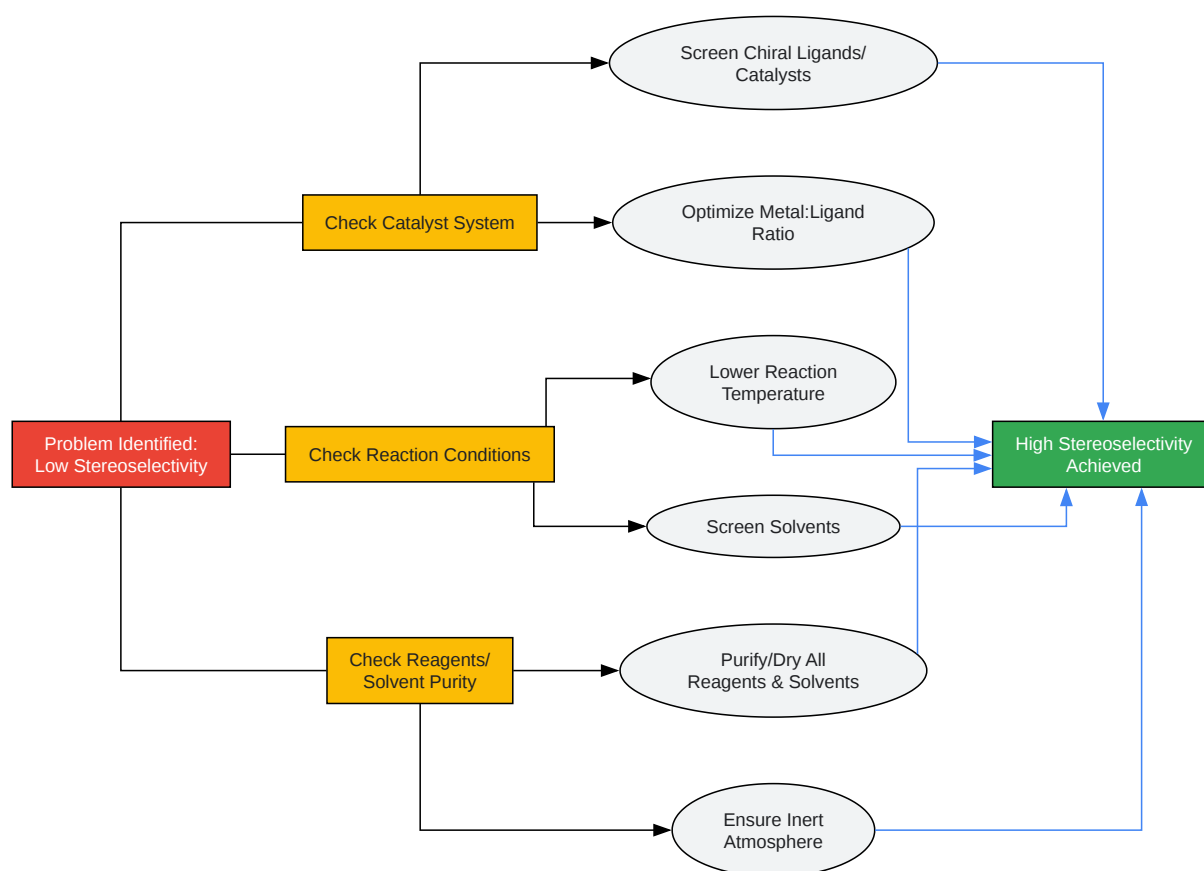 Screen Chiral Ligands/
Catalysts
Optimize Metal:Ligand
Ratio
Check Catalyst System
Lower Reaction
Temperature
Problem Identified:
Low Stereoselectivity
Check Reaction Conditions
High Stereoselectivity
Achieved
Screen Solvents
Check Reagents/
Solvent Purity
Purify/Dry All
Reagents & Solvents
Ensure Inert
Atmosphere